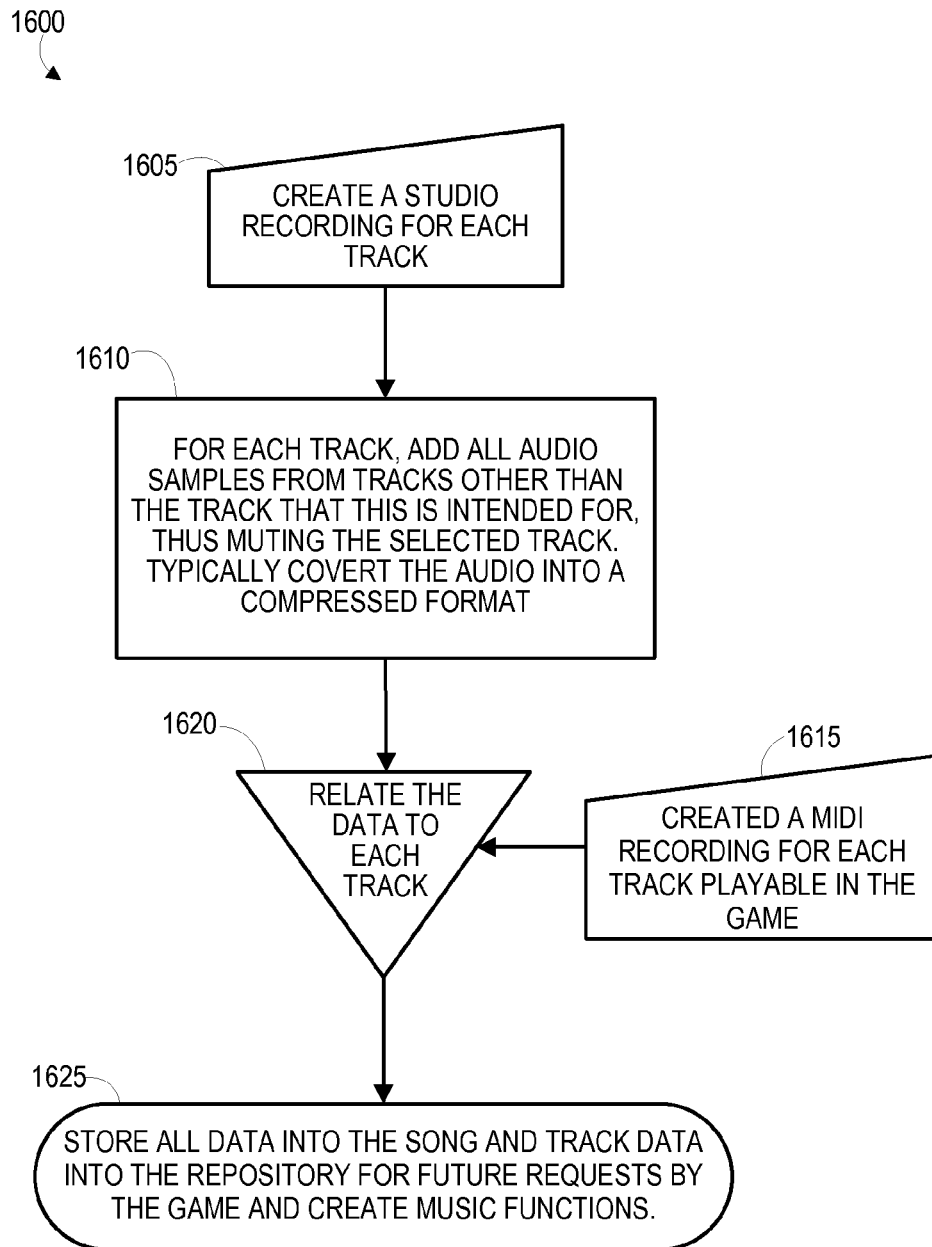 1600
1605
CREATE A STUDIO
RECORDING FOR EACH
TRACK
1610
FOR EACH TRACK, ADD ALL AUDIO
SAMPLES FROM TRACKS OTHER THAN
THE TRACK THAT THIS IS INTENDED FOR,
THUS MUTING THE SELECTED TRACK.
TYPICALLY COVERT THE AUDIO INTO A
COMPRESSED FORMAT
1620
RELATE THE
DATA TO
EACH
TRACK
1615
CREATED A MIDI
RECORDING FOR EACH
TRACK PLAYABLE IN THE
GAME
1625
STORE ALL DATA INTO THE SONG AND TRACK DATA
INTO THE REPOSITORY FOR FUTURE REQUESTS BY
THE GAME AND CREATE MUSIC FUNCTIONS.